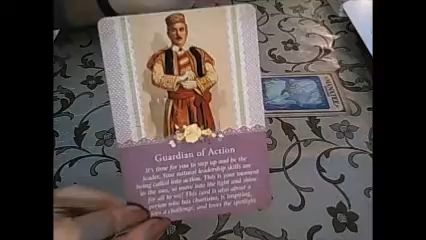 Guardian of Action
It's time for you to step up and be the
leader. Your natural leadership skills are
being called into action. This is your moment
in the sun, so move into the light and shine
for all to see! This card is also about a
person who has charisma, is inspiring,
a challenge, and loves the spotlight